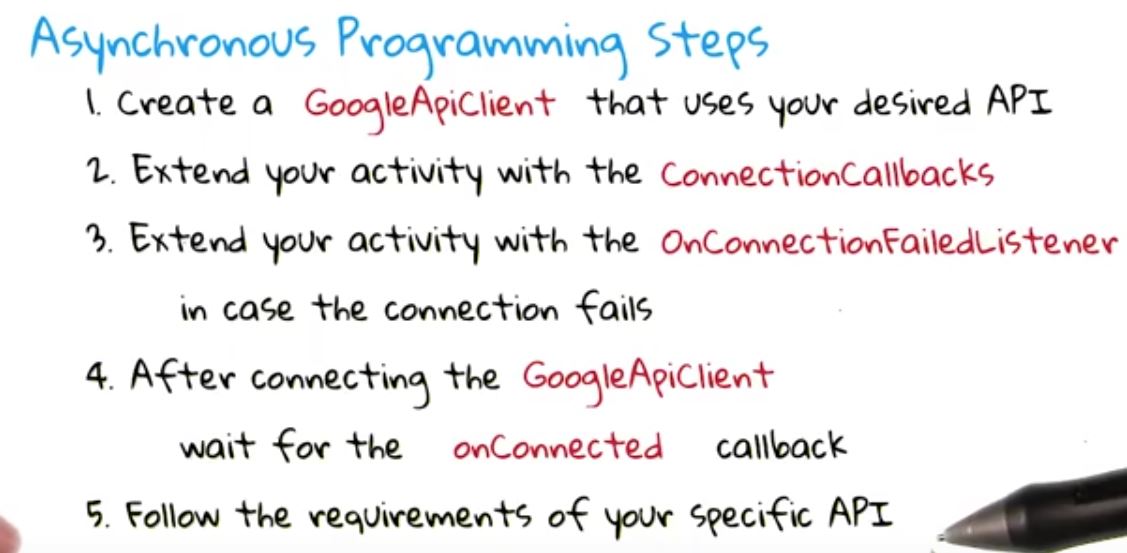 Asynchronous Programming Steps
1. Create a GoogleApiClient that uses your desired API
2. Extend your activity with the ConnectionCallbacks
3. Extend your activity with the OnConnectionFailedListener
in case the connection fails
4. After connecting the GoogleApiClient
wait for the onConnected callback
5. Follow the requirements of your specific API